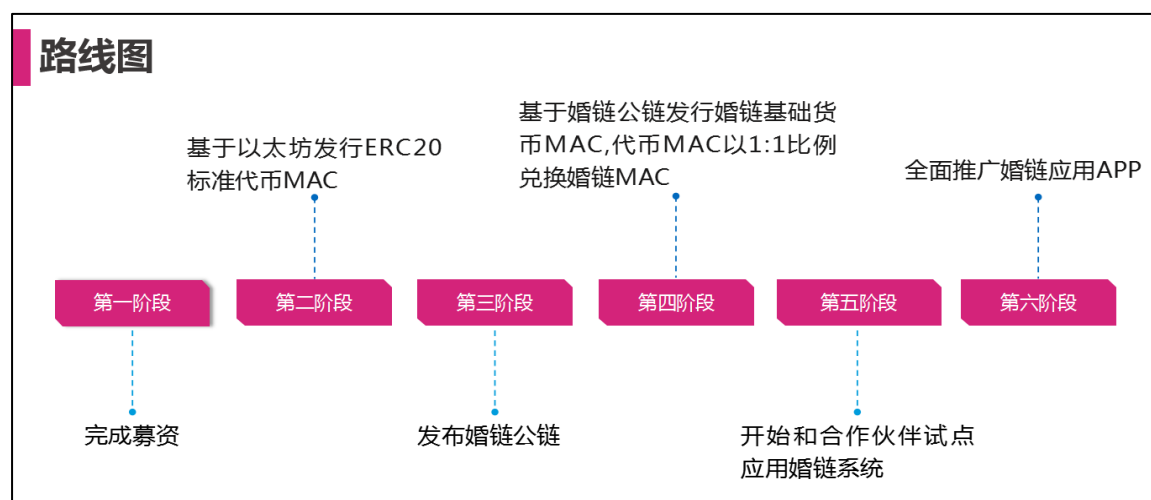 路线图
基于以太坊发行ERC20
标准代币MAC
基于婚链公链发行婚链基础货
币MAC,代币MAC以1:1比例
兑换婚链MAC
全面推广婚链应用APP
第一阶段
第二阶段
第三阶段
第四阶段
第五阶段
第六阶段
完成募资
发布婚链公链
开始和合作伙伴试点
应用婚链系统